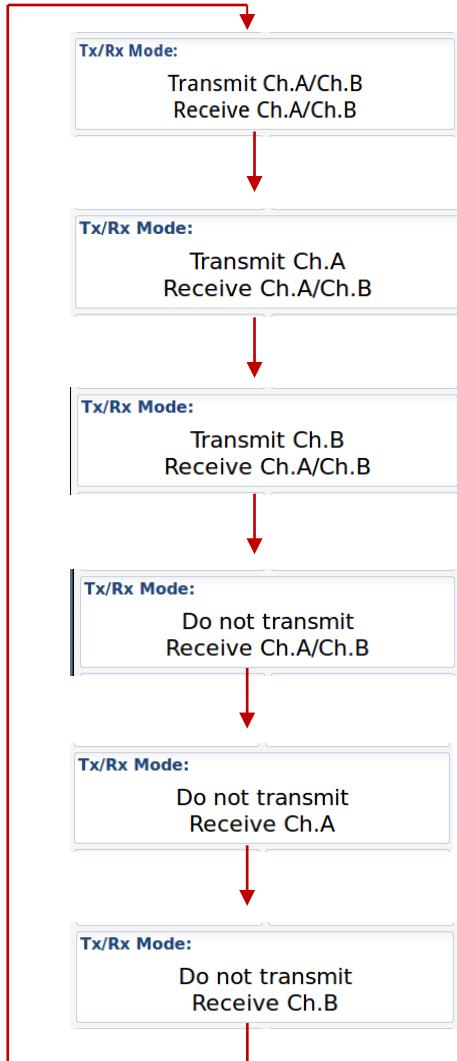 Tx/Rx Mode:
Transmit Ch.A/Ch.B
Receive Ch.A/Ch.B
Tx/Rx Mode:
Transmit Ch.A
Receive Ch.A/Ch.B
Tx/Rx Mode:
Transmit Ch.B
Receive Ch.A/Ch.B
Tx/Rx Mode:
Do not transmit
Receive Ch.A/Ch.B
Tx/Rx Mode:
Do not transmit
Receive Ch.A
Tx/Rx Mode:
Do not transmit
Receive Ch.B